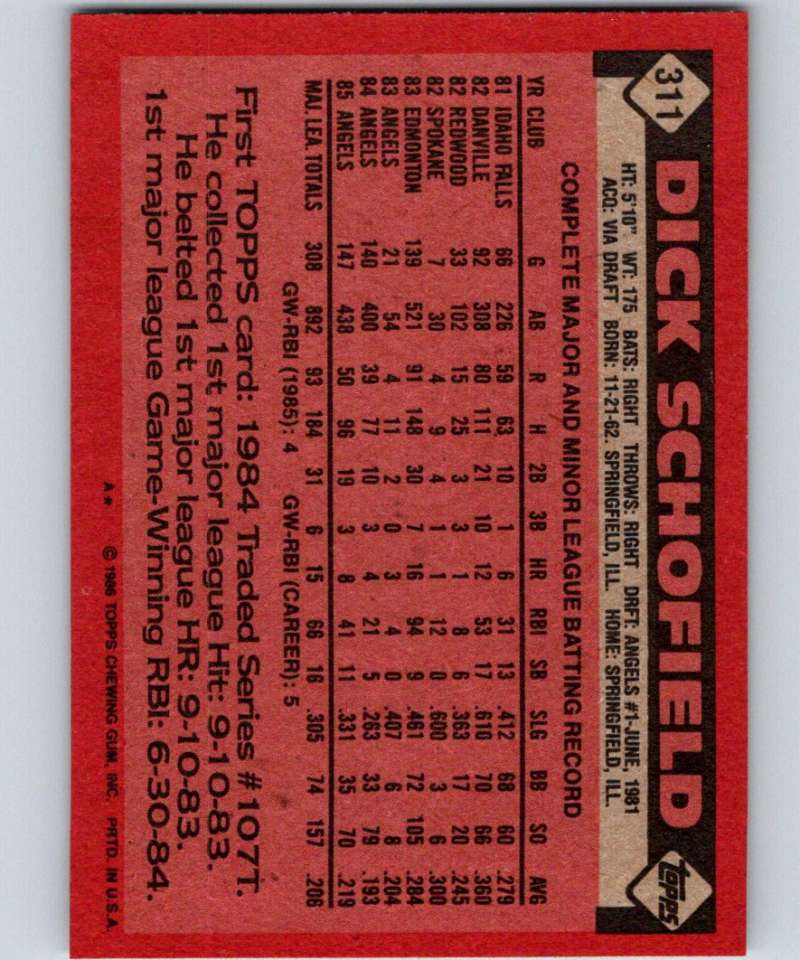 311
DICK SCHOFIELD
topps
HT: 5'10" WT: 175 BATS: RIGHT THROWS: RIGHT DRFT: ANGELS #1-JUNE, 1981
ACQ: VIA DRAFT BORN: 11-21-62. SPRINGFIELD, ILL. HOME: SPRINGFIELD, ILL.
COMPLETE MAJOR AND MINOR LEAGUE BATTING RECORD
YR CLUB G AB R H 2B 3B HR RBI SB SLG BB SO AVG
81 IDAHO FALLS 66 226 59 63 10 1 6 31 13 .412 68 60 .279
82 DANVILLE 92 308 80 111 21 10 12 53 17 .610 70 66 .360
82 REDWOOD 33 102 15 25 3 3 1 8 6 .363 17 20 .245
82 SPOKANE 7 30 4 9 4 1 1 12 0 .600 3 6 .300
83 EDMONTON 139 521 91 148 30 7 16 94 9 .461 72 105 .284
83 ANGELS 21 54 4 11 2 0 3 4 0 .407 6 8 .204
84 ANGELS 140 400 39 77 10 3 4 21 5 .263 33 79 .193
85 ANGELS 147 438 50 96 19 3 8 41 11 .331 35 70 .219
MAJ. LEA. TOTALS 308 892 93 184 31 6 15 66 16 .305 74 157 .206
GW-RBI (1985): 4 GW-RBI (CAREER): 5
First TOPPS card: 1984 Traded Series #107T.
He collected 1st major league Hit: 9-10-83.
He belted 1st major league HR: 9-10-83.
1st major league Game-Winning RBI: 6-30-84.
A* © 1986 TOPPS CHEWING GUM, INC. PRTD. IN U.S.A.